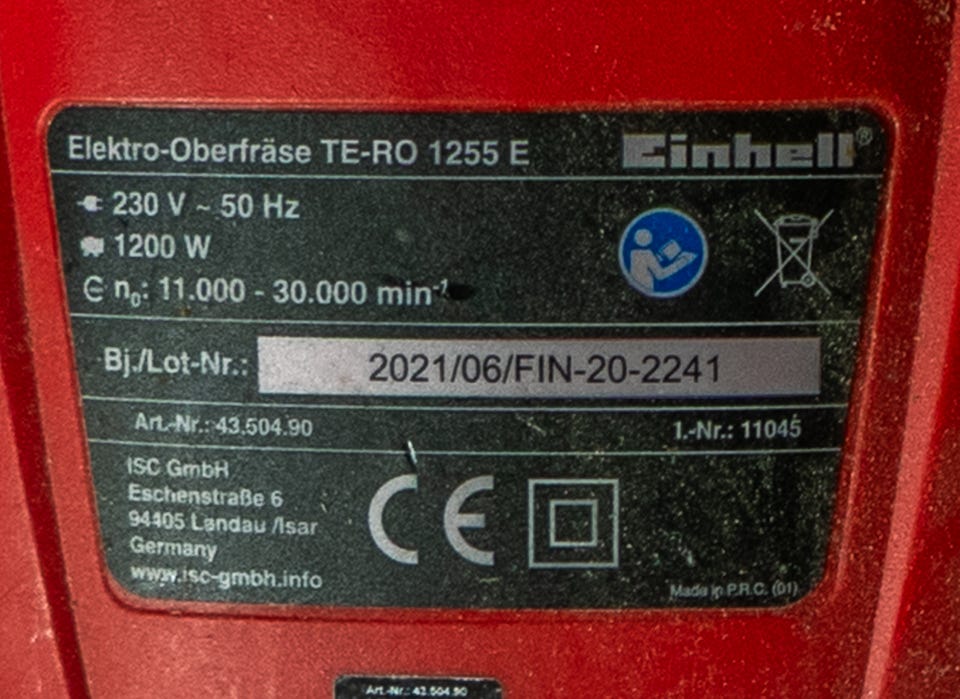 Elektro-Oberfräse TE-RO 1255 E Einhell®
230 V ~ 50 Hz
1200 W
n₀: 11.000 - 30.000 min⁻¹
Bj./Lot-Nr.: 2021/06/FIN-20-2241
Art.-Nr.: 43.504.90 I.-Nr.: 11045
ISC GmbH
Eschenstraße 6
94405 Landau /Isar
Germany
www.isc-gmbh.info
CE
Made in P.R.C. (01)
Art.-Nr.: 43.504.90